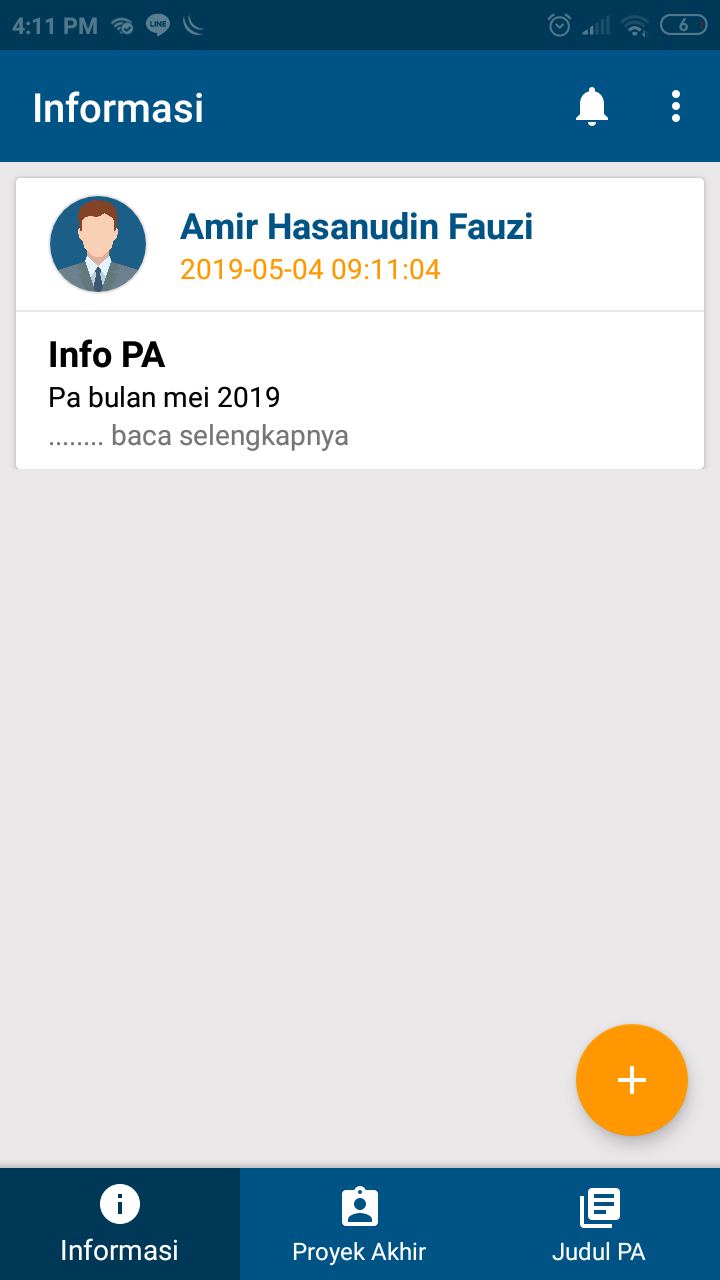 4:11 PM LINE 6
Informasi
Amir Hasanudin Fauzi
2019-05-04 09:11:04
Info PA
Pa bulan mei 2019
........ baca selengkapnya
Informasi
Proyek Akhir
Judul PA